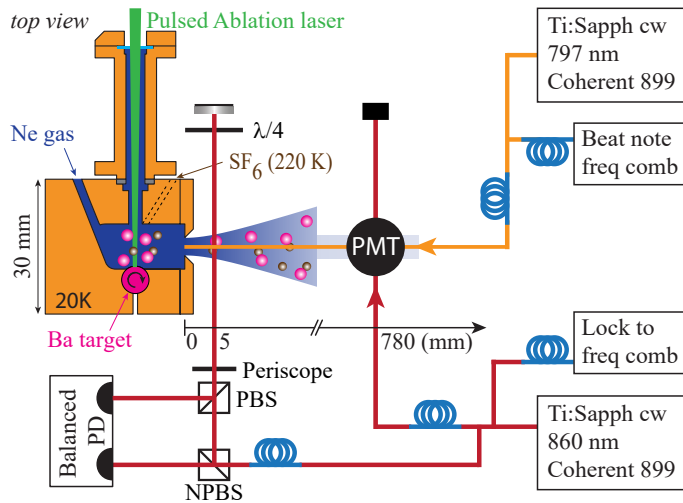 top view
Pulsed Ablation laser
Ti:Sapph cw
797 nm
Coherent 899
Ne gas
λ/4
SF6 (220 K)
Beat note
freq comb
30 mm
PMT
20K
Ba target
0 5 780 (mm)
Lock to
freq comb
Periscope
PBS
Balanced
PD
Ti:Sapph cw
860 nm
Coherent 899
NPBS